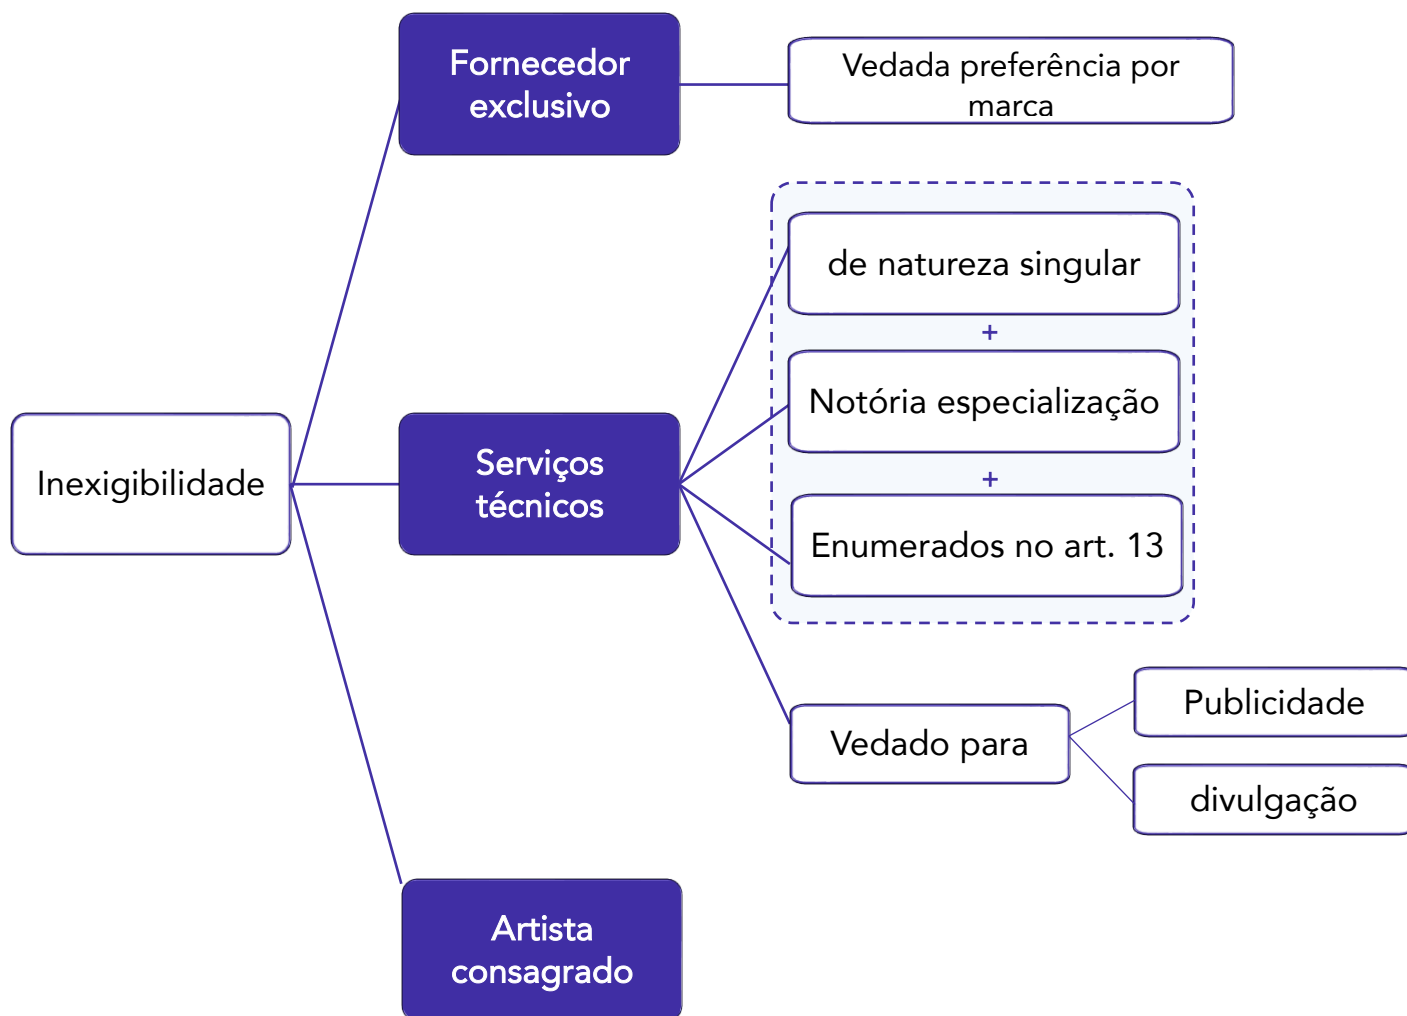 Fornecedor
exclusivo
Vedada preferência por
marca
de natureza singular
+
Notória especialização
+
Enumerados no art. 13
Inexigibilidade
Serviços
técnicos
Vedado para
Publicidade
divulgação
Artista
consagrado